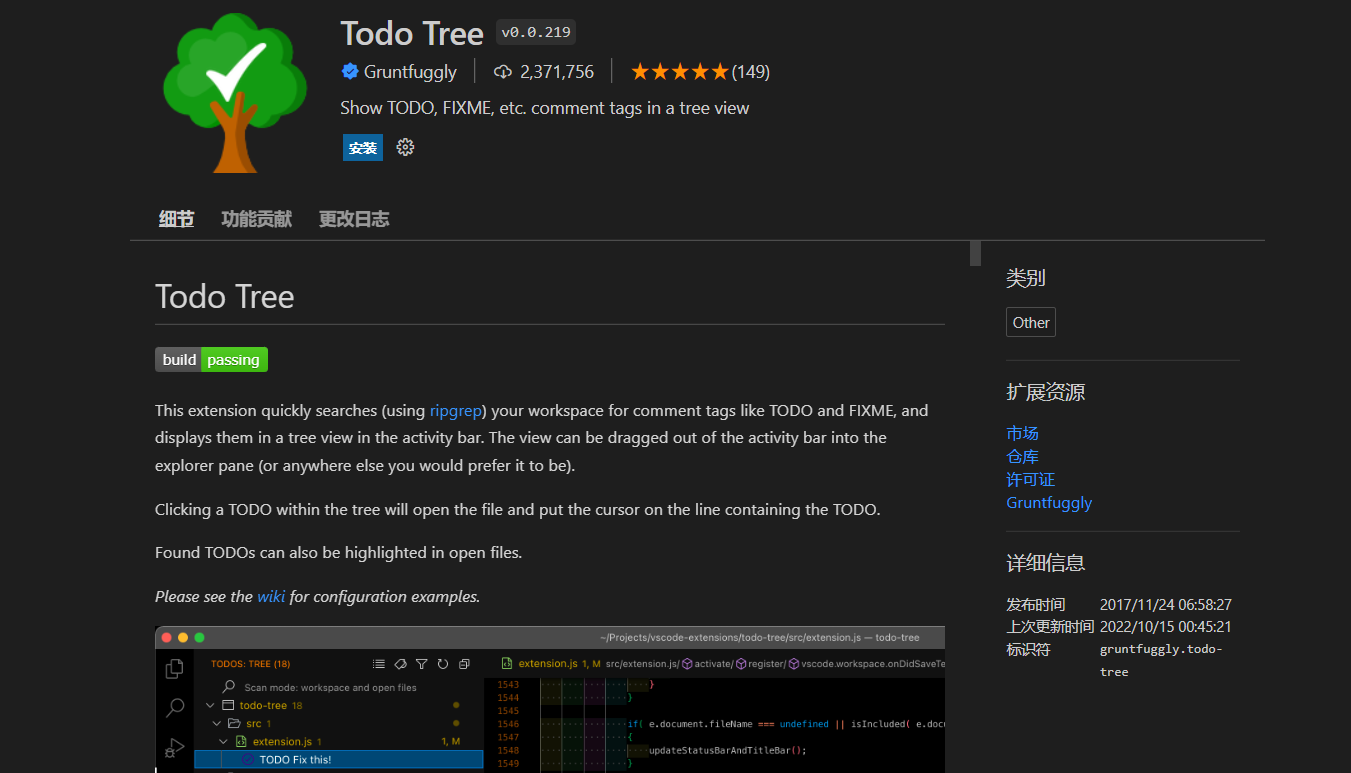 Todo Tree v0.0.219
Gruntfuggly 2,371,756 (149)
Show TODO, FIXME, etc. comment tags in a tree view
安装
细节 功能贡献 更改日志
Todo Tree
build passing
This extension quickly searches (using ripgrep) your workspace for comment tags like TODO and FIXME, and
displays them in a tree view in the activity bar. The view can be dragged out of the activity bar into the
explorer pane (or anywhere else you would prefer it to be).
Clicking a TODO within the tree will open the file and put the cursor on the line containing the TODO.
Found TODOs can also be highlighted in open files.
Please see the wiki for configuration examples.
~/Projects/vscode-extensions/todo-tree/src/extension.js — todo-tree
TODOS: TREE (18)
Scan mode: workspace and open files
todo-tree 18
src 1
extension.js 1 1, M
TODO Fix this!
extension.js 1, M src/extension.js/ activate/ register/ vscode.workspace.onDidSaveTe
1543 }
1544 }
1545
1546 if( e.document.fileName === undefined || isIncluded( e.docu
1547 {
1548 updateStatusBarAndTitleBar();
1549 }
类别
Other
扩展资源
市场
仓库
许可证
Gruntfuggly
详细信息
发布时间 2017/11/24 06:58:27
上次更新时间 2022/10/15 00:45:21
标识符 gruntfuggly.todo-
tree